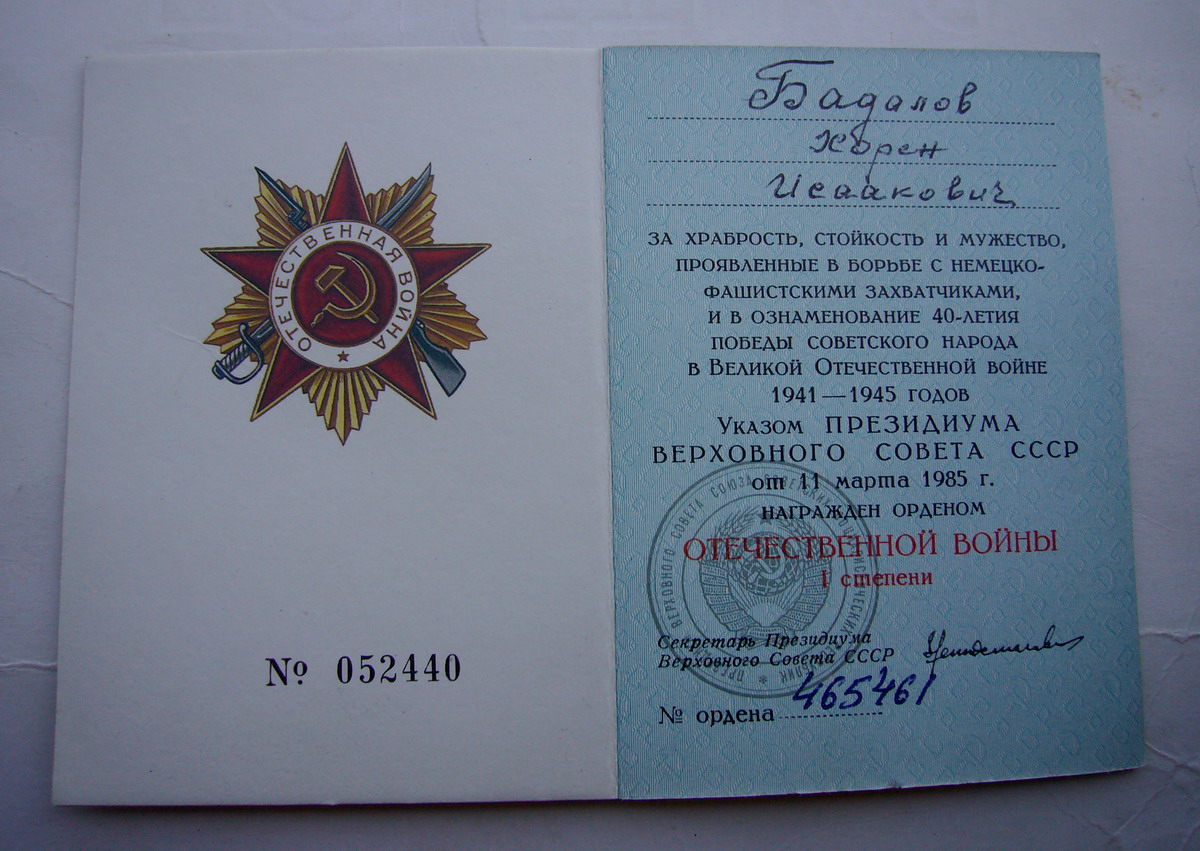 ОТЕЧЕСТВЕННАЯ ВОЙНА
№ 052440
Бадалов
Хорен
Исаакович
ЗА ХРАБРОСТЬ, СТОЙКОСТЬ И МУЖЕСТВО,
ПРОЯВЛЕННЫЕ В БОРЬБЕ С НЕМЕЦКО-
ФАШИСТСКИМИ ЗАХВАТЧИКАМИ,
И В ОЗНАМЕНОВАНИЕ 40-ЛЕТИЯ
ПОБЕДЫ СОВЕТСКОГО НАРОДА
В ВЕЛИКОЙ ОТЕЧЕСТВЕННОЙ ВОЙНЕ
1941—1945 ГОДОВ
УКАЗОМ ПРЕЗИДИУМА
ВЕРХОВНОГО СОВЕТА СССР
от 11 марта 1985 г.
НАГРАЖДЕН ОРДЕНОМ
ОТЕЧЕСТВЕННОЙ ВОЙНЫ
I степени
Секретарь Президиума
Верховного Совета СССР
№ ордена 465461